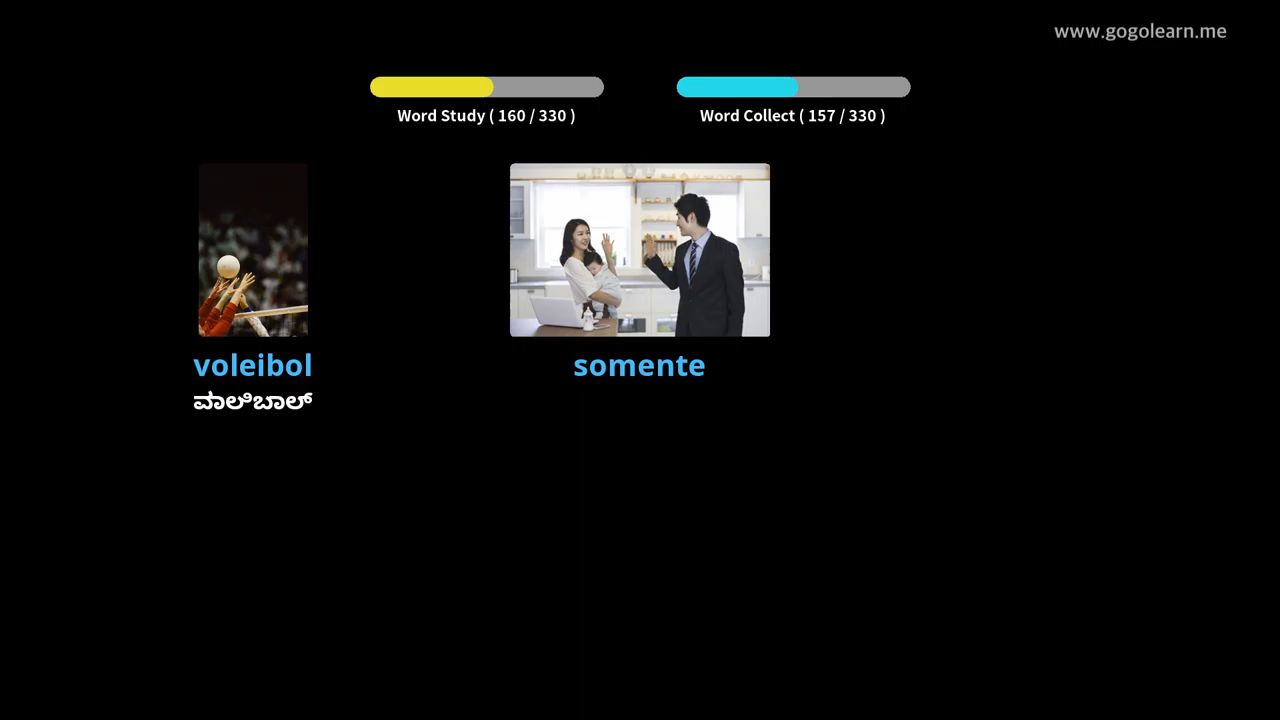 www.gogolearn.me
Word Study ( 160 / 330 )
Word Collect ( 157 / 330 )
voleibol
somente
ವಾಲಿಬಾಲ್